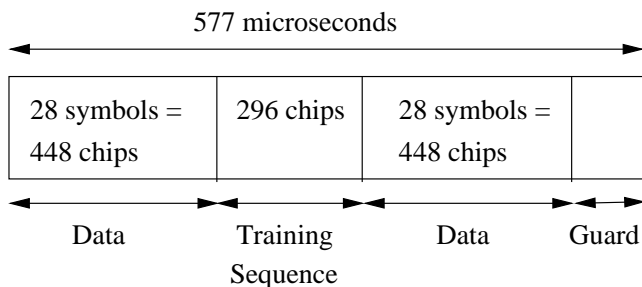 577 microseconds
28 symbols =
448 chips
296 chips
28 symbols =
448 chips
Data
Training
Sequence
Data
Guard